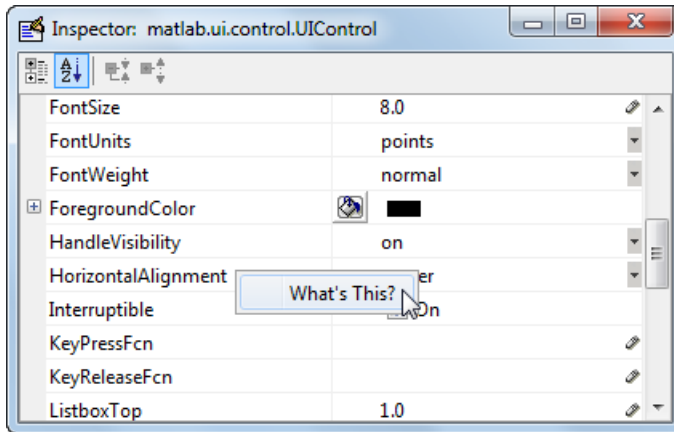 Inspector: matlab.ui.control.UIControl
FontSize 8.0
FontUnits points
FontWeight normal
ForegroundColor
HandleVisibility on
HorizontalAlignment
What's This?
Interruptible On
KeyPressFcn
KeyReleaseFcn
ListboxTop 1.0